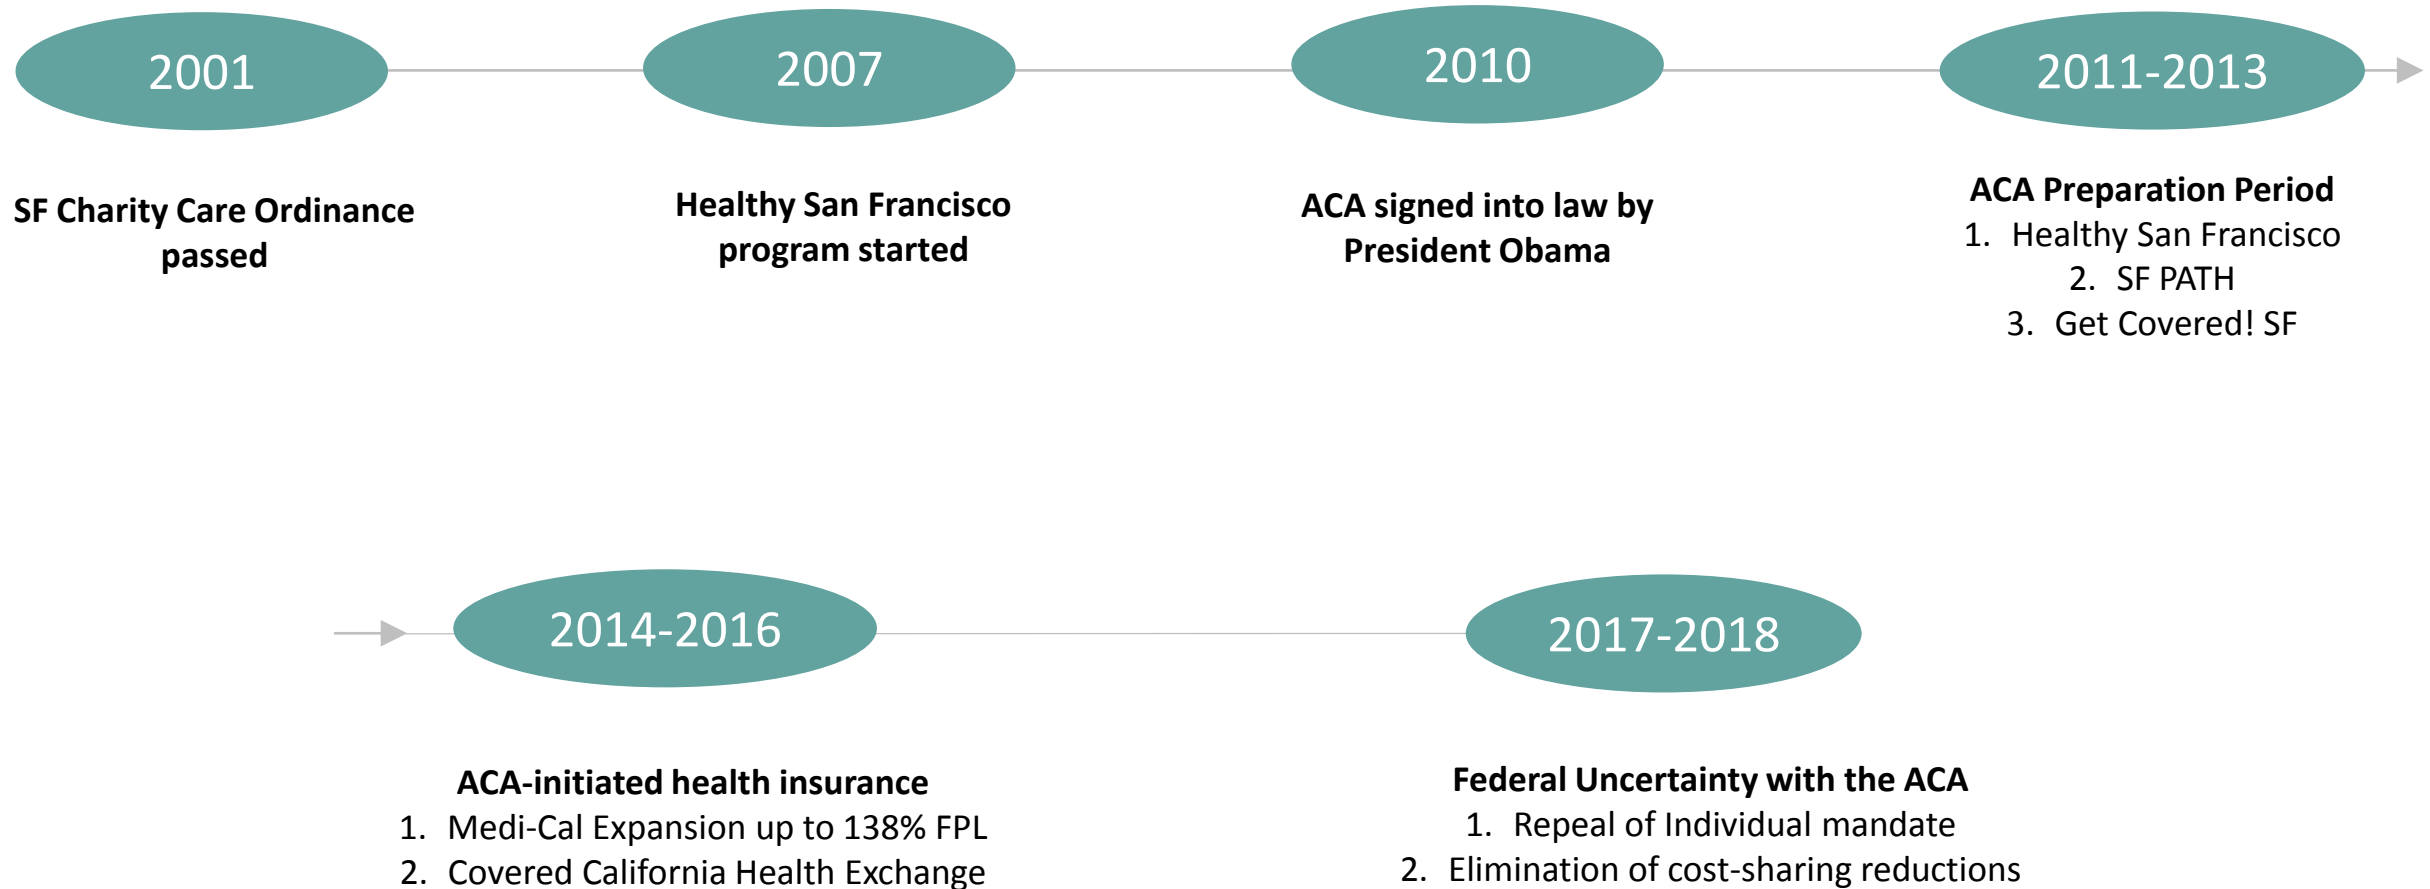 2001
SF Charity Care Ordinance
passed
2007
Healthy San Francisco
program started
2010
ACA signed into law by
President Obama
2011-2013
ACA Preparation Period
1. Healthy San Francisco
2. SF PATH
3. Get Covered! SF
2014-2016
ACA-initiated health insurance
1. Medi-Cal Expansion up to 138% FPL
2. Covered California Health Exchange
2017-2018
Federal Uncertainty with the ACA
1. Repeal of Individual mandate
2. Elimination of cost-sharing reductions